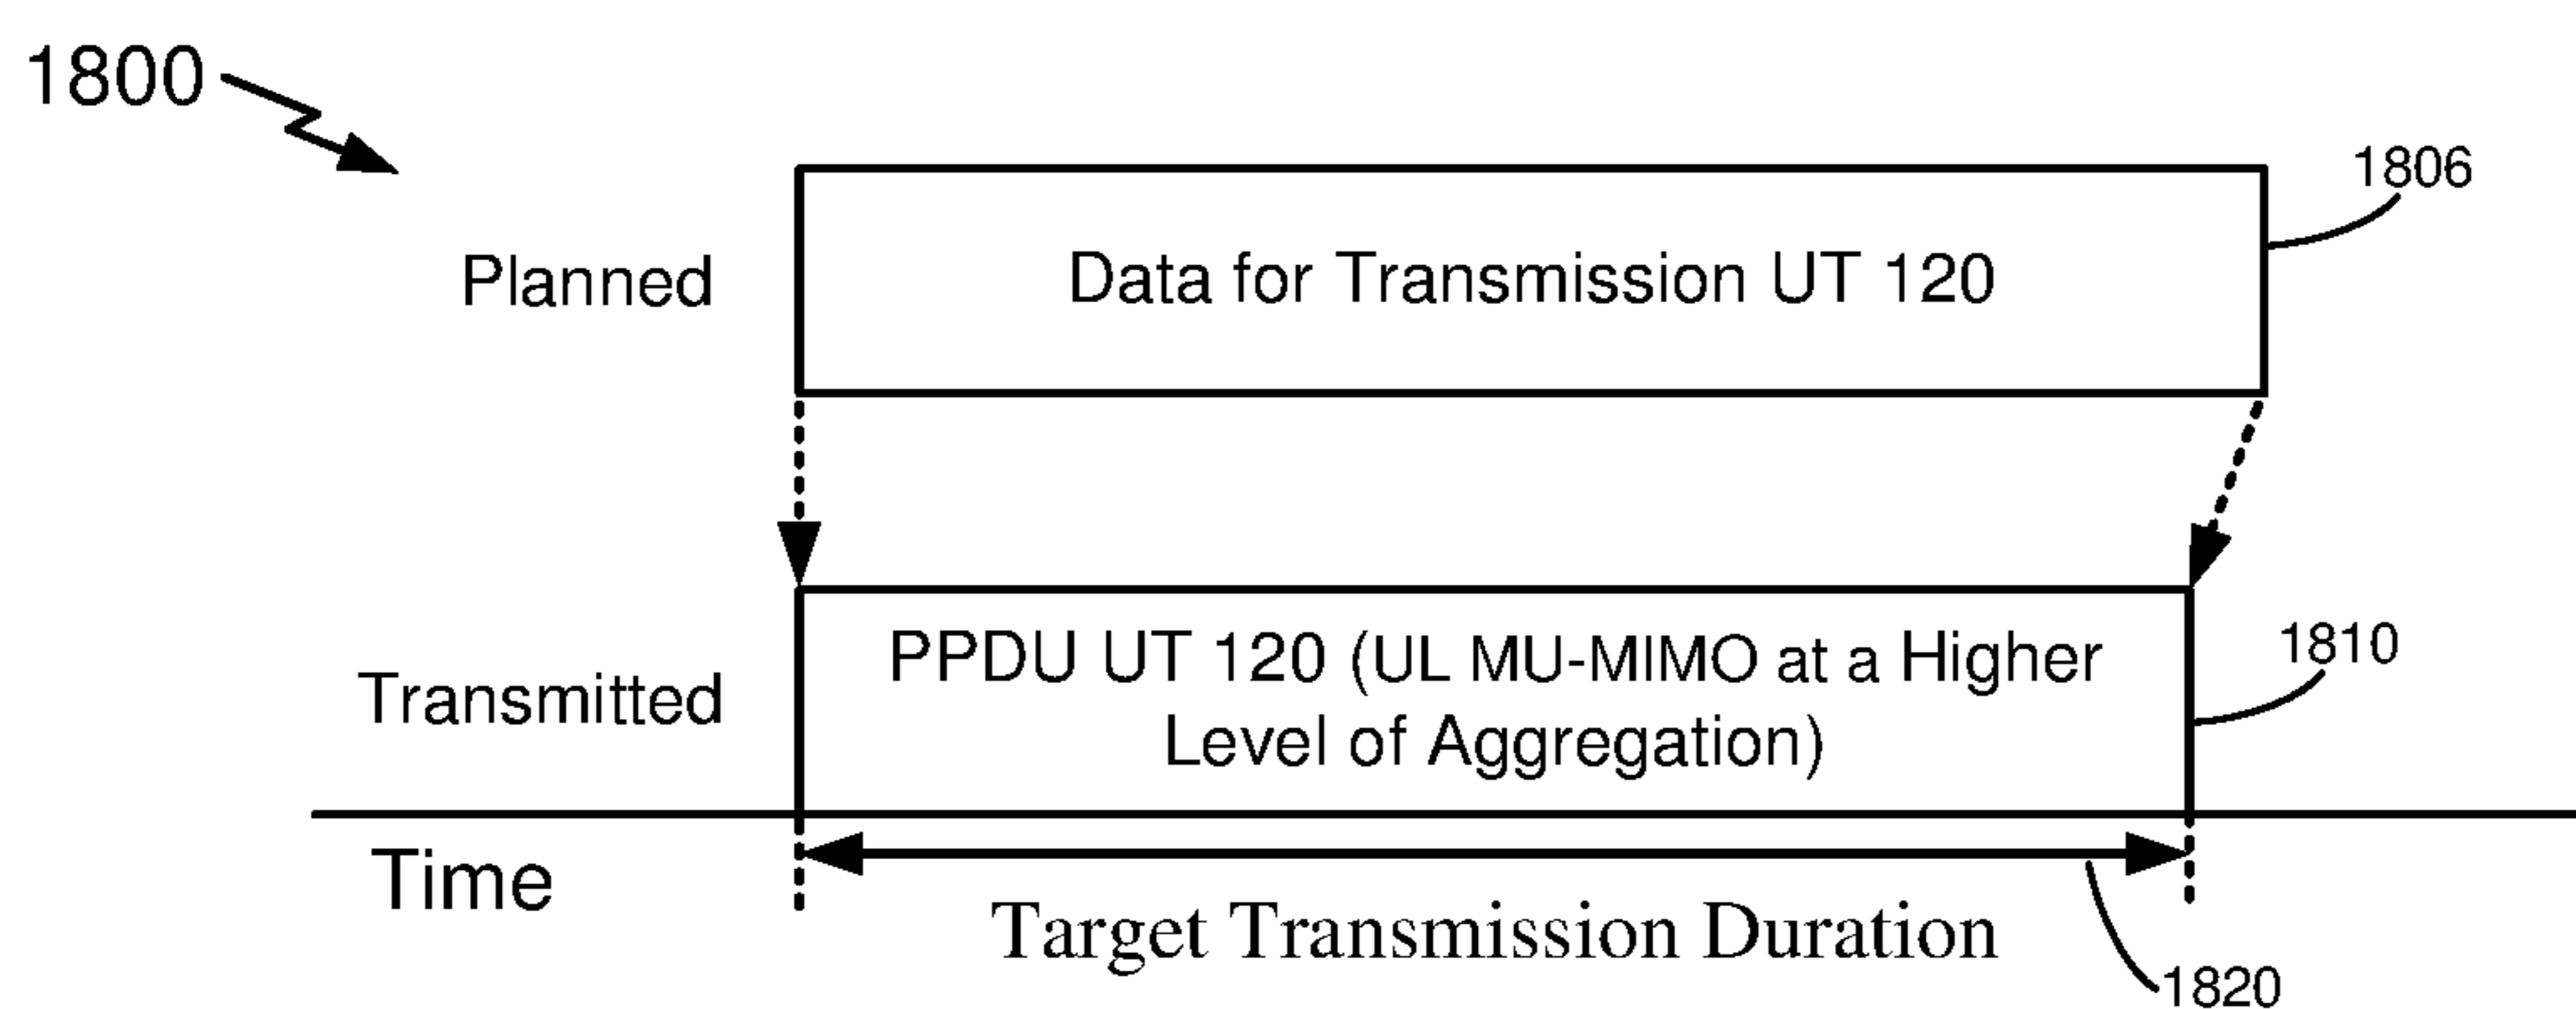 1800
1806
Planned
Data for Transmission UT 120
1810
PPDU UT 120 (UL MU-MIMO at a Higher
Transmitted
Level of Aggregation)
Time
Target Transmission Duration
1820